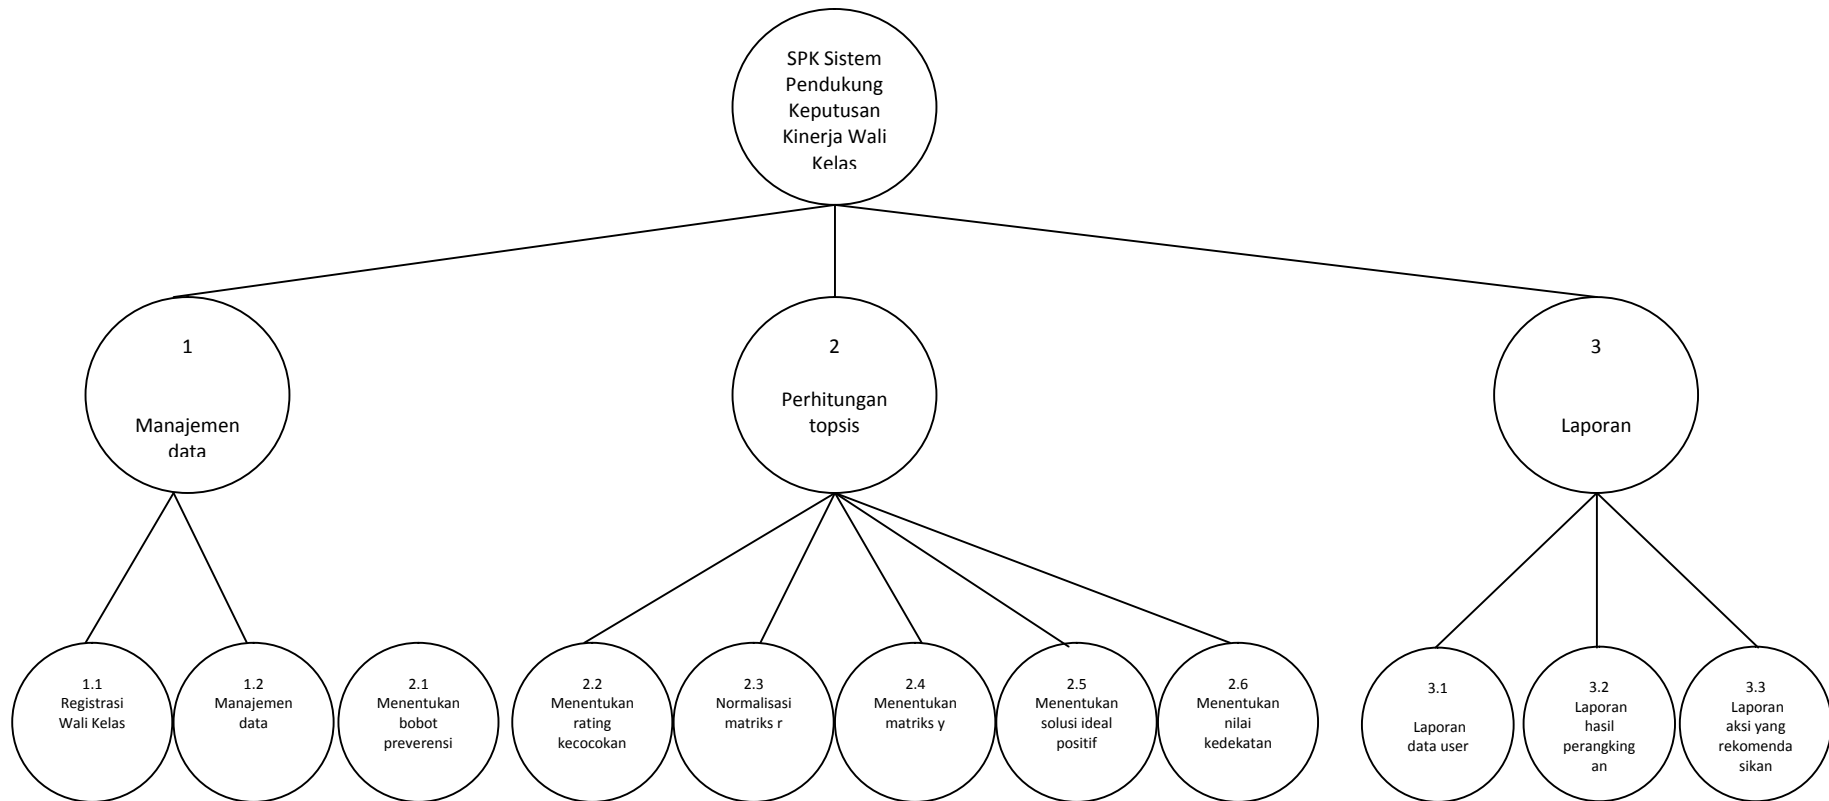 SPK Sistem
Pendukung
Keputusan
Kinerja Wali
Kelas
1
Manajemen
data
2
Perhitungan
topsis
3
Laporan
1.1
Registrasi
Wali Kelas
1.2
Manajemen
data
2.1
Menentukan
bobot
preverensi
2.2
Menentukan
rating
kecocokan
2.3
Normalisasi
matriks r
2.4
Menentukan
matriks y
2.5
Menentukan
solusi ideal
positif
2.6
Menentukan
nilai
kedekatan
3.1
Laporan
data user
3.2
Laporan
hasil
perangking
an
3.3
Laporan
aksi yang
rekomenda
sikan